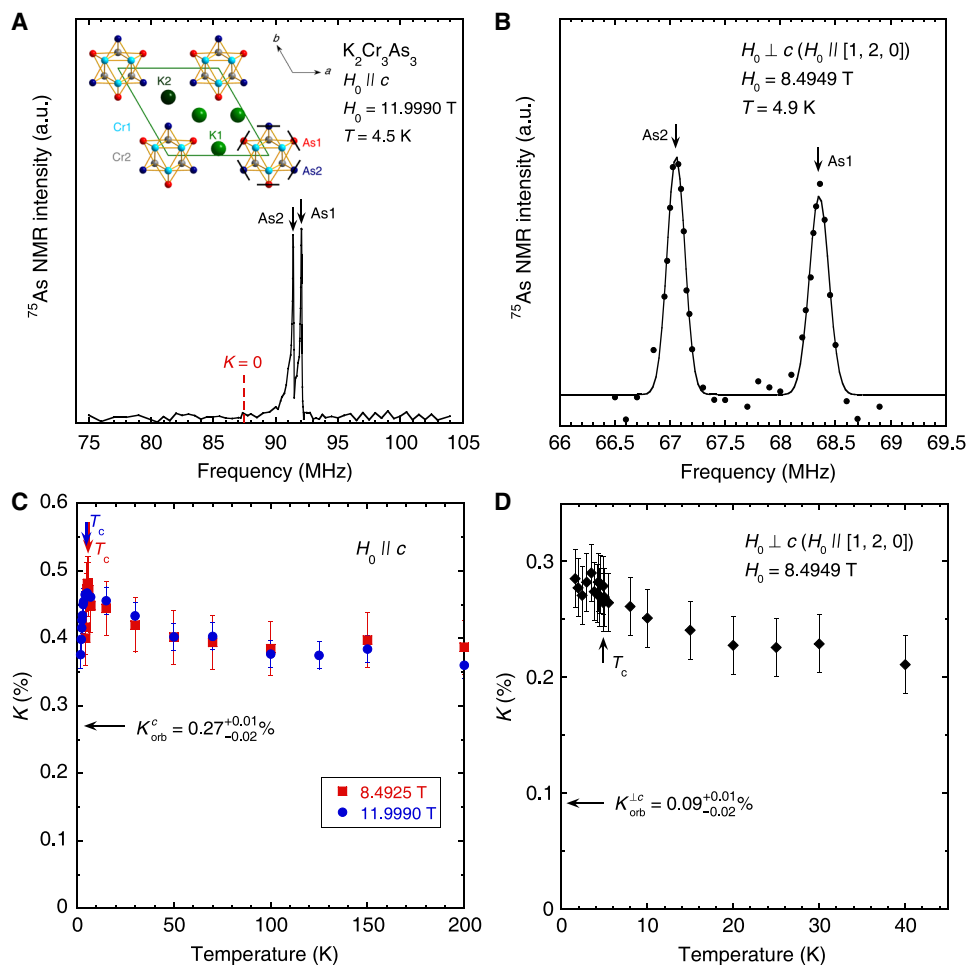 A
⁷⁵As NMR intensity (a.u.)
b
a
K2
K1
Cr1
Cr2
As1
As2
K₂Cr₃As₃
H₀ // c
H₀ = 11.9990 T
T = 4.5 K
As2
As1
K = 0
75 80 85 90 95 100 105
Frequency (MHz)
B
⁷⁵As NMR intensity (a.u.)
H₀ ⊥ c (H₀ // [1, 2, 0])
H₀ = 8.4949 T
T = 4.9 K
As2
As1
66 66.5 67 67.5 68 68.5 69 69.5
Frequency (MHz)
C
K (%)
0.6
0.5
0.4
0.3
0.2
0.1
0
T_c
T_c
H₀ // c
K^c_orb = 0.27^+0.01_−0.02%
8.4925 T
11.9990 T
0 50 100 150 200
Temperature (K)
D
K (%)
0.3
0.2
0.1
0
H₀ ⊥ c (H₀ // [1, 2, 0])
H₀ = 8.4949 T
T_c
K^⊥c_orb = 0.09^+0.01_−0.02%
0 10 20 30 40
Temperature (K)